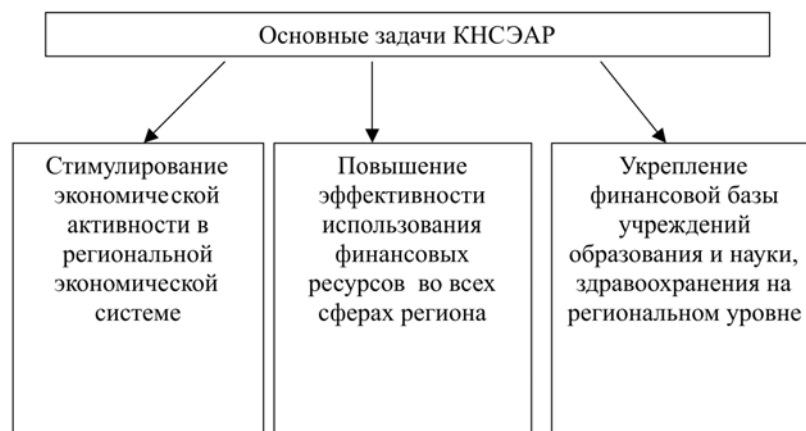 Основные задачи КНСЭАР
Стимулирование
экономической
активности в
региональной
экономической
системе
Повышение
эффективности
использования
финансовых
ресурсов во всех
сферах региона
Укрепление
финансовой базы
учреждений
образования и науки,
здравоохранения на
региональном уровне